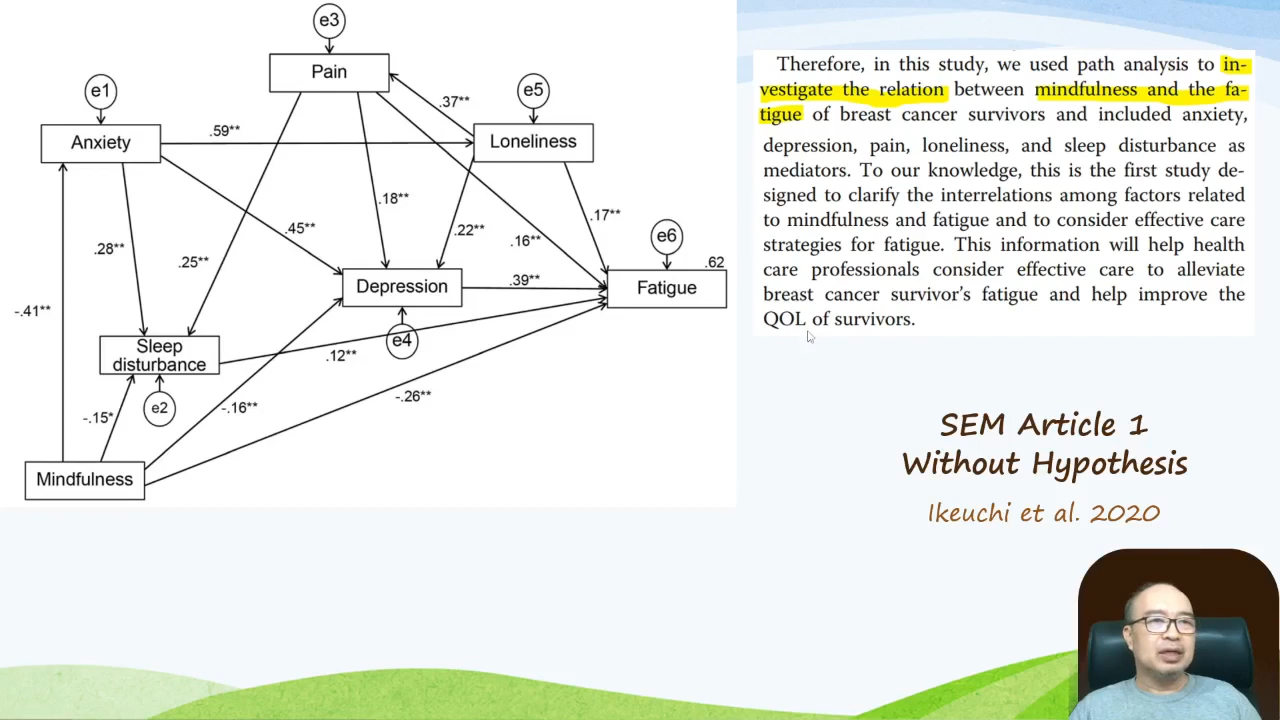 e3
Pain
e1
e5
.37**
Anxiety
.59**
Loneliness
.18**
.17**
.45**
.22**
.28**
.16**
e6
.25**
.62
Depression
.39**
Fatigue
-.41**
Sleep
disturbance
e4
.12**
e2
-.16**
-.26**
-.15*
Mindfulness
Therefore, in this study, we used path analysis to in-
vestigate the relation between mindfulness and the fa-
tigue of breast cancer survivors and included anxiety,
depression, pain, loneliness, and sleep disturbance as
mediators. To our knowledge, this is the first study de-
signed to clarify the interrelations among factors related
to mindfulness and fatigue and to consider effective care
strategies for fatigue. This information will help health
care professionals consider effective care to alleviate
breast cancer survivor's fatigue and help improve the
QOL of survivors.
SEM Article 1
Without Hypothesis
Ikeuchi et al. 2020